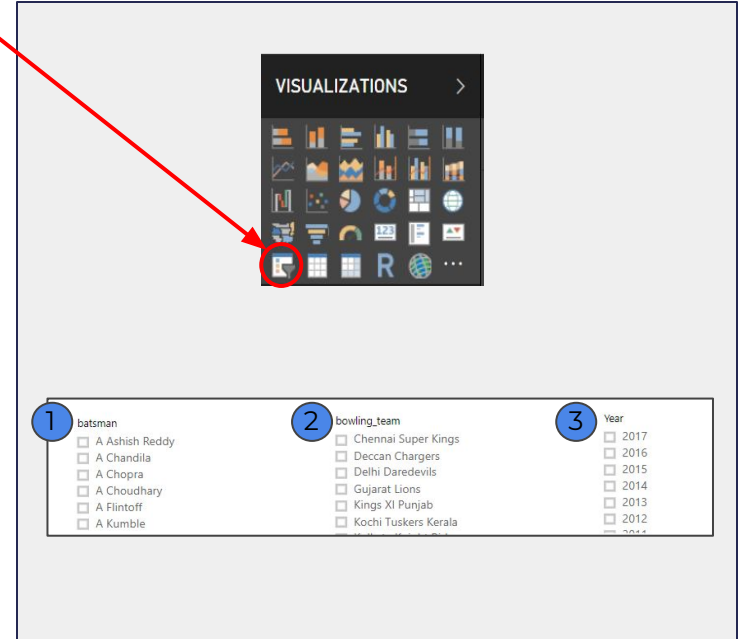 VISUALIZATIONS >
123
R
...
1
batsman
A Ashish Reddy
A Chandila
A Chopra
A Choudhary
A Flintoff
A Kumble
2
bowling_team
Chennai Super Kings
Deccan Chargers
Delhi Daredevils
Gujarat Lions
Kings XI Punjab
Kochi Tuskers Kerala
3
Year
2017
2016
2015
2014
2013
2012